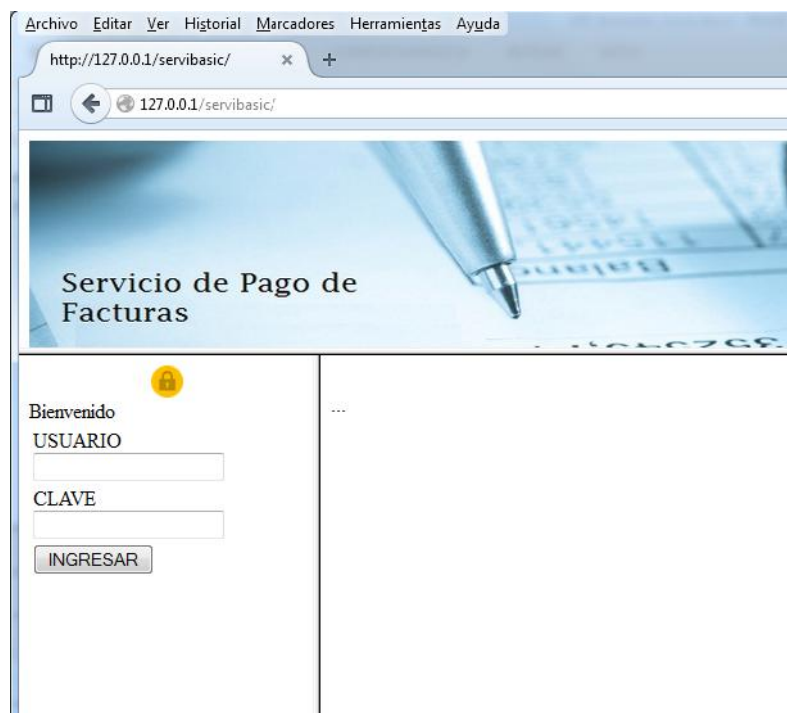 Archivo Editar Ver Historial Marcadores Herramientas Ayuda
http://127.0.0.1/servibasic/ × +
127.0.0.1/servibasic/
Servicio de Pago de
Facturas
Bienvenido
...
USUARIO
CLAVE
INGRESAR